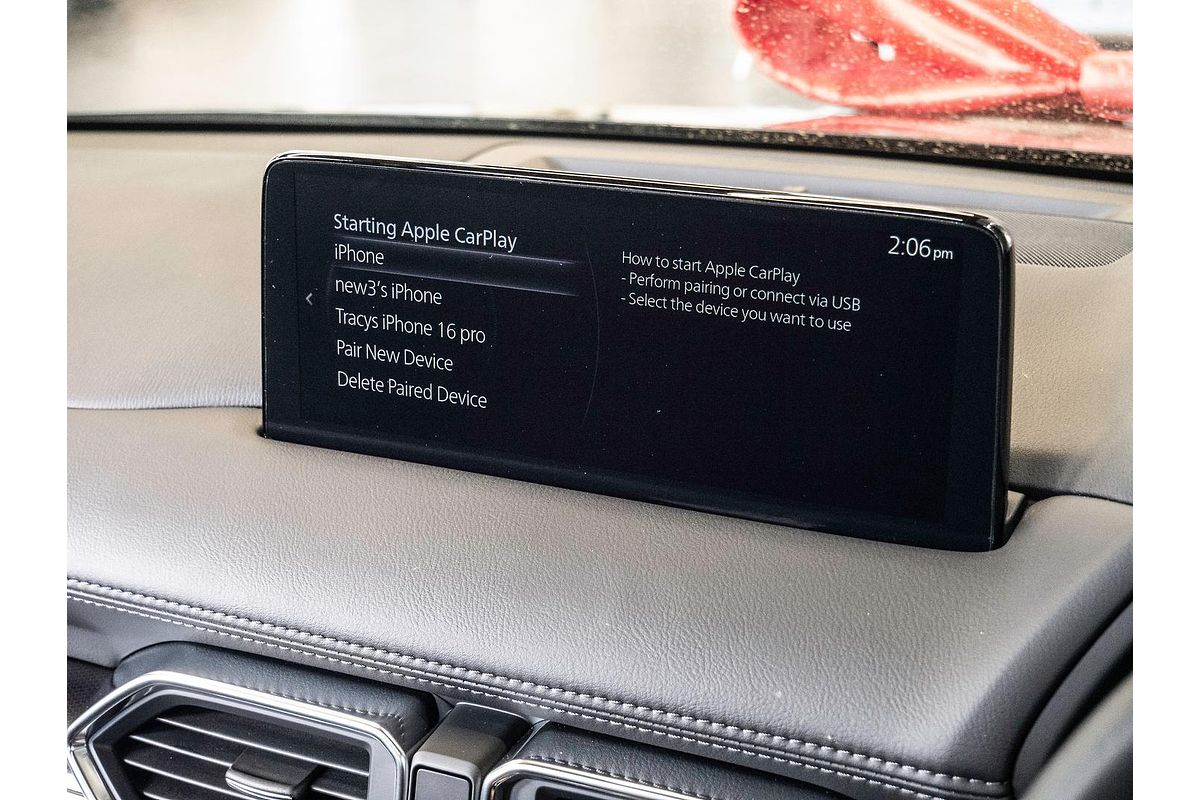 Starting Apple CarPlay
iPhone
new3's iPhone
Tracys iPhone 16 pro
Pair New Device
Delete Paired Device
2:06pm
How to start Apple CarPlay
- Perform pairing or connect via USB
- Select the device you want to use